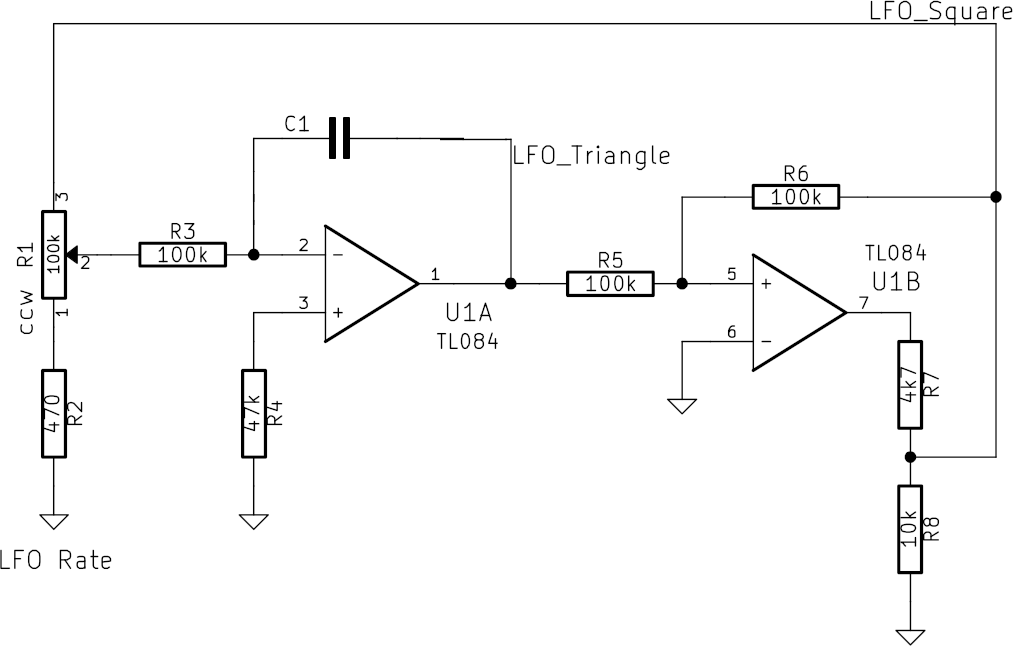 LFO_Square
C1
LFO_Triangle
R6
100k
3
R1
100k
2
CCW
1
R3
100k
2
-
3
+
1
U1A
TL084
R5
100k
5
+
6
-
TL084
U1B
7
4k7
R7
470
R2
47k
R4
10k
R8
LFO Rate